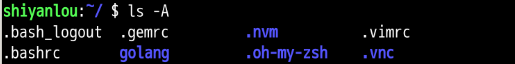 shiyanlou:~/ $ ls -A
.bash_logout .gemrc .nvm .vimrc
.bashrc golang .oh-my-zsh .vnc